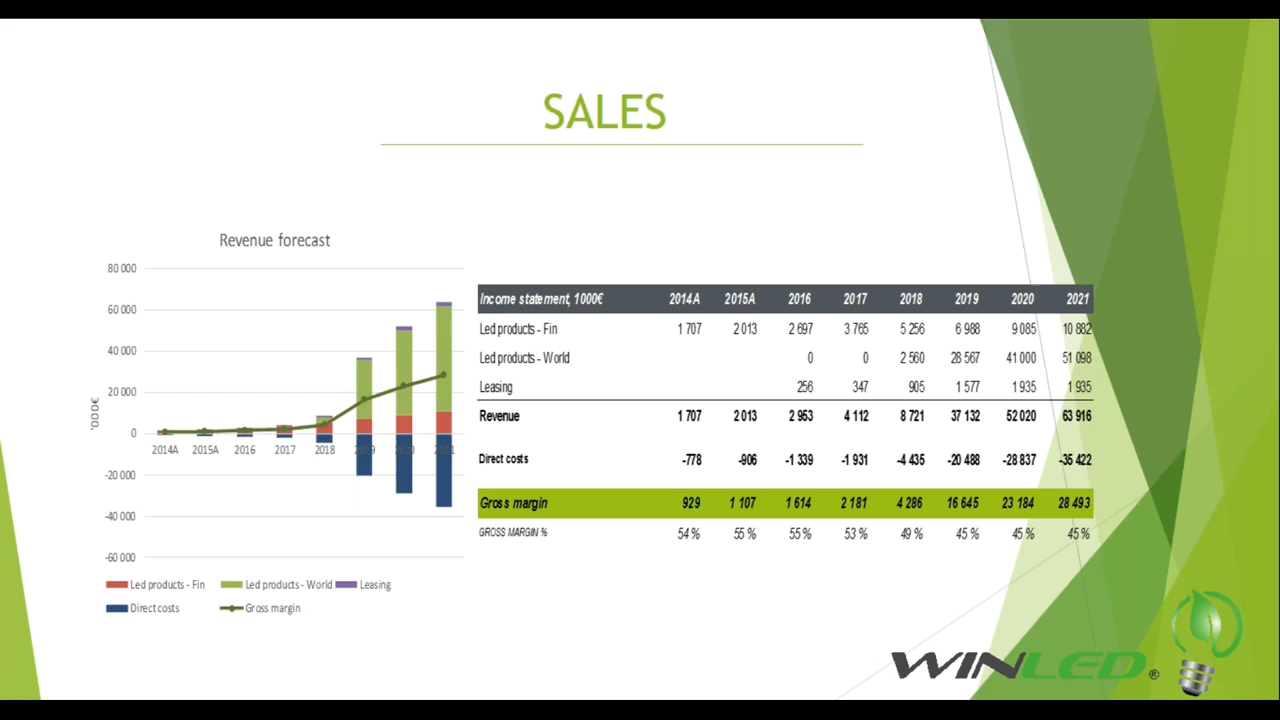 SALES
Revenue forecast
80 000
60 000
40 000
20 000
0
-20 000
-40 000
-60 000
'000€
2014A 2015A 2016 2017 2018 2019 2020 2021
Led products - Fin Led products - World Leasing
Direct costs Gross margin
Income statement, 1000€ 2014A 2015A 2016 2017 2018 2019 2020 2021
Led products - Fin 1 707 2 013 2 697 3 765 5 256 6 988 9 085 10 882
Led products - World 0 0 2 560 28 567 41 000 51 098
Leasing 256 347 905 1 577 1 935 1 935
Revenue 1 707 2 013 2 953 4 112 8 721 37 132 52 020 63 916
Direct costs -778 -906 -1 339 -1 931 -4 435 -20 488 -28 837 -35 422
Gross margin 929 1 107 1 614 2 181 4 286 16 645 23 184 28 493
GROSS MARGIN % 54 % 55 % 55 % 53 % 49 % 45 % 45 % 45 %
WINLED®